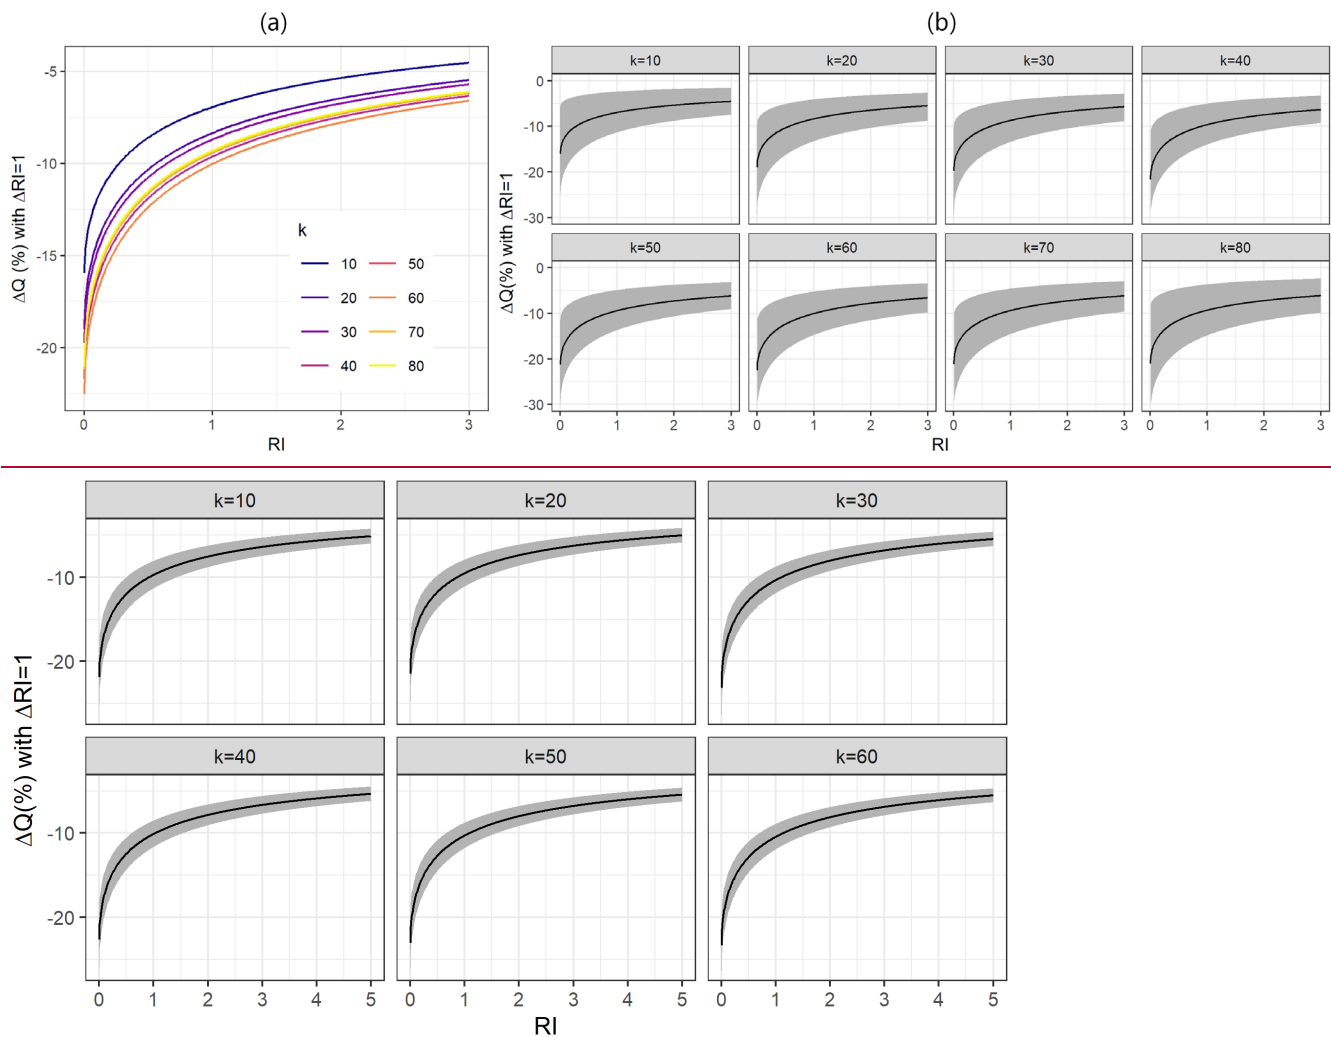 (a)
ΔQ (%) with ΔRI=1
-5
-10
-15
-20
k
10 50
20 60
30 70
40 80
0 1 2 3
RI
(b)
ΔQ(%) with ΔRI=1
k=10 k=20 k=30 k=40
0
-10
-20
-30
k=50 k=60 k=70 k=80
0
-10
-20
-30
0 1 2 3 0 1 2 3 0 1 2 3 0 1 2 3
RI
ΔQ(%) with ΔRI=1
k=10 k=20 k=30
-10
-20
k=40 k=50 k=60
-10
-20
0 1 2 3 4 5 0 1 2 3 4 5 0 1 2 3 4 5
RI